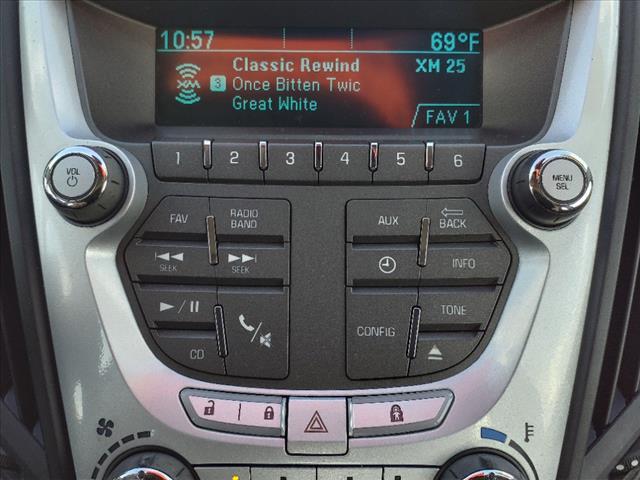 10:57 69°F
Classic Rewind XM 25
XM 3 Once Bitten Twic
Great White
FAV 1
1 2 3 4 5 6
VOL
MENU
SEL
FAV RADIO BAND AUX BACK
SEEK SEEK INFO
TONE
CD CONFIG